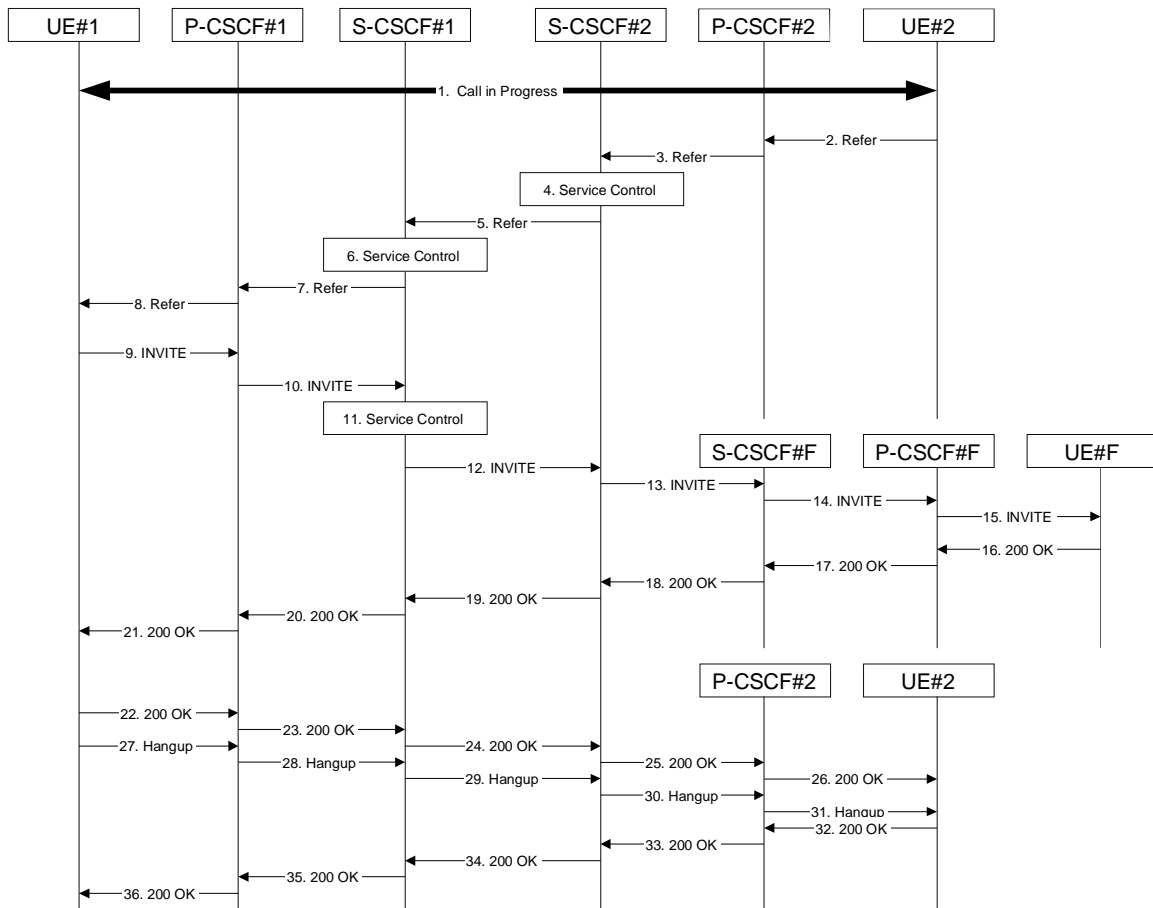 UE#1 P-CSCF#1 S-CSCF#1 S-CSCF#2 P-CSCF#2 UE#2
1. Call in Progress
2. Refer
3. Refer
4. Service Control
5. Refer
6. Service Control
7. Refer
8. Refer
9. INVITE
10. INVITE
11. Service Control
S-CSCF#F P-CSCF#F UE#F
12. INVITE
13. INVITE
14. INVITE
15. INVITE
16. 200 OK
17. 200 OK
18. 200 OK
19. 200 OK
20. 200 OK
21. 200 OK
P-CSCF#2 UE#2
22. 200 OK
23. 200 OK
27. Hangup
24. 200 OK
28. Hangup
25. 200 OK
29. Hangup
26. 200 OK
30. Hangup
31. Hangup
32. 200 OK
33. 200 OK
34. 200 OK
35. 200 OK
36. 200 OK